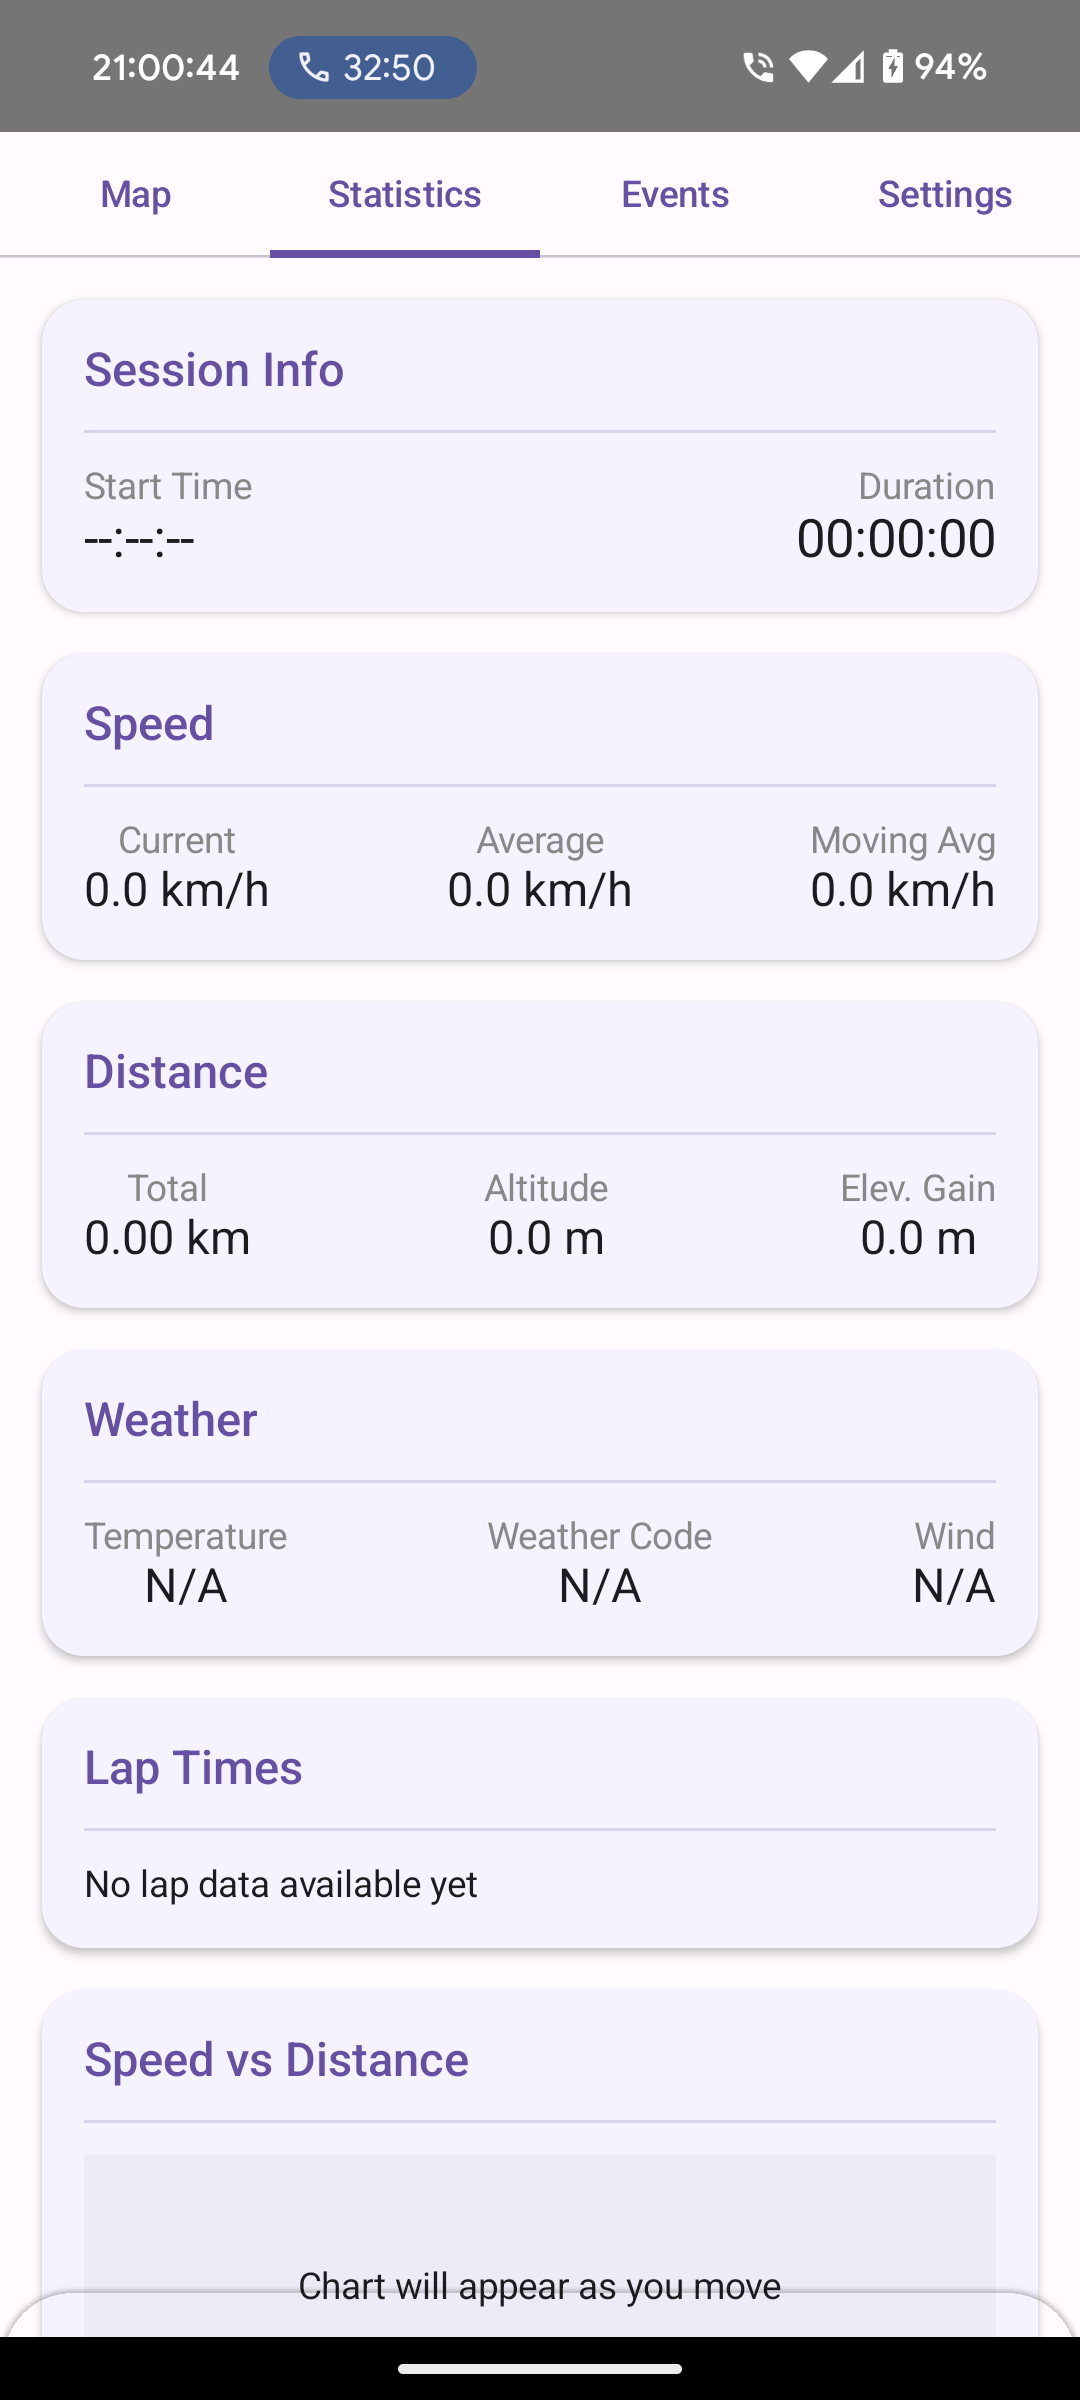 21:00:44 32:50 94%
Map Statistics Events Settings
Session Info
Start Time Duration
--:--:-- 00:00:00
Speed
Current Average Moving Avg
0.0 km/h 0.0 km/h 0.0 km/h
Distance
Total Altitude Elev. Gain
0.00 km 0.0 m 0.0 m
Weather
Temperature Weather Code Wind
N/A N/A N/A
Lap Times
No lap data available yet
Speed vs Distance
Chart will appear as you move